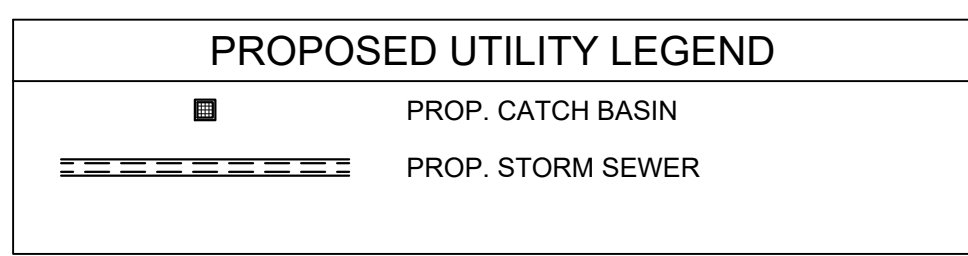 PROPOSED UTILITY LEGEND
PROP. CATCH BASIN
PROP. STORM SEWER